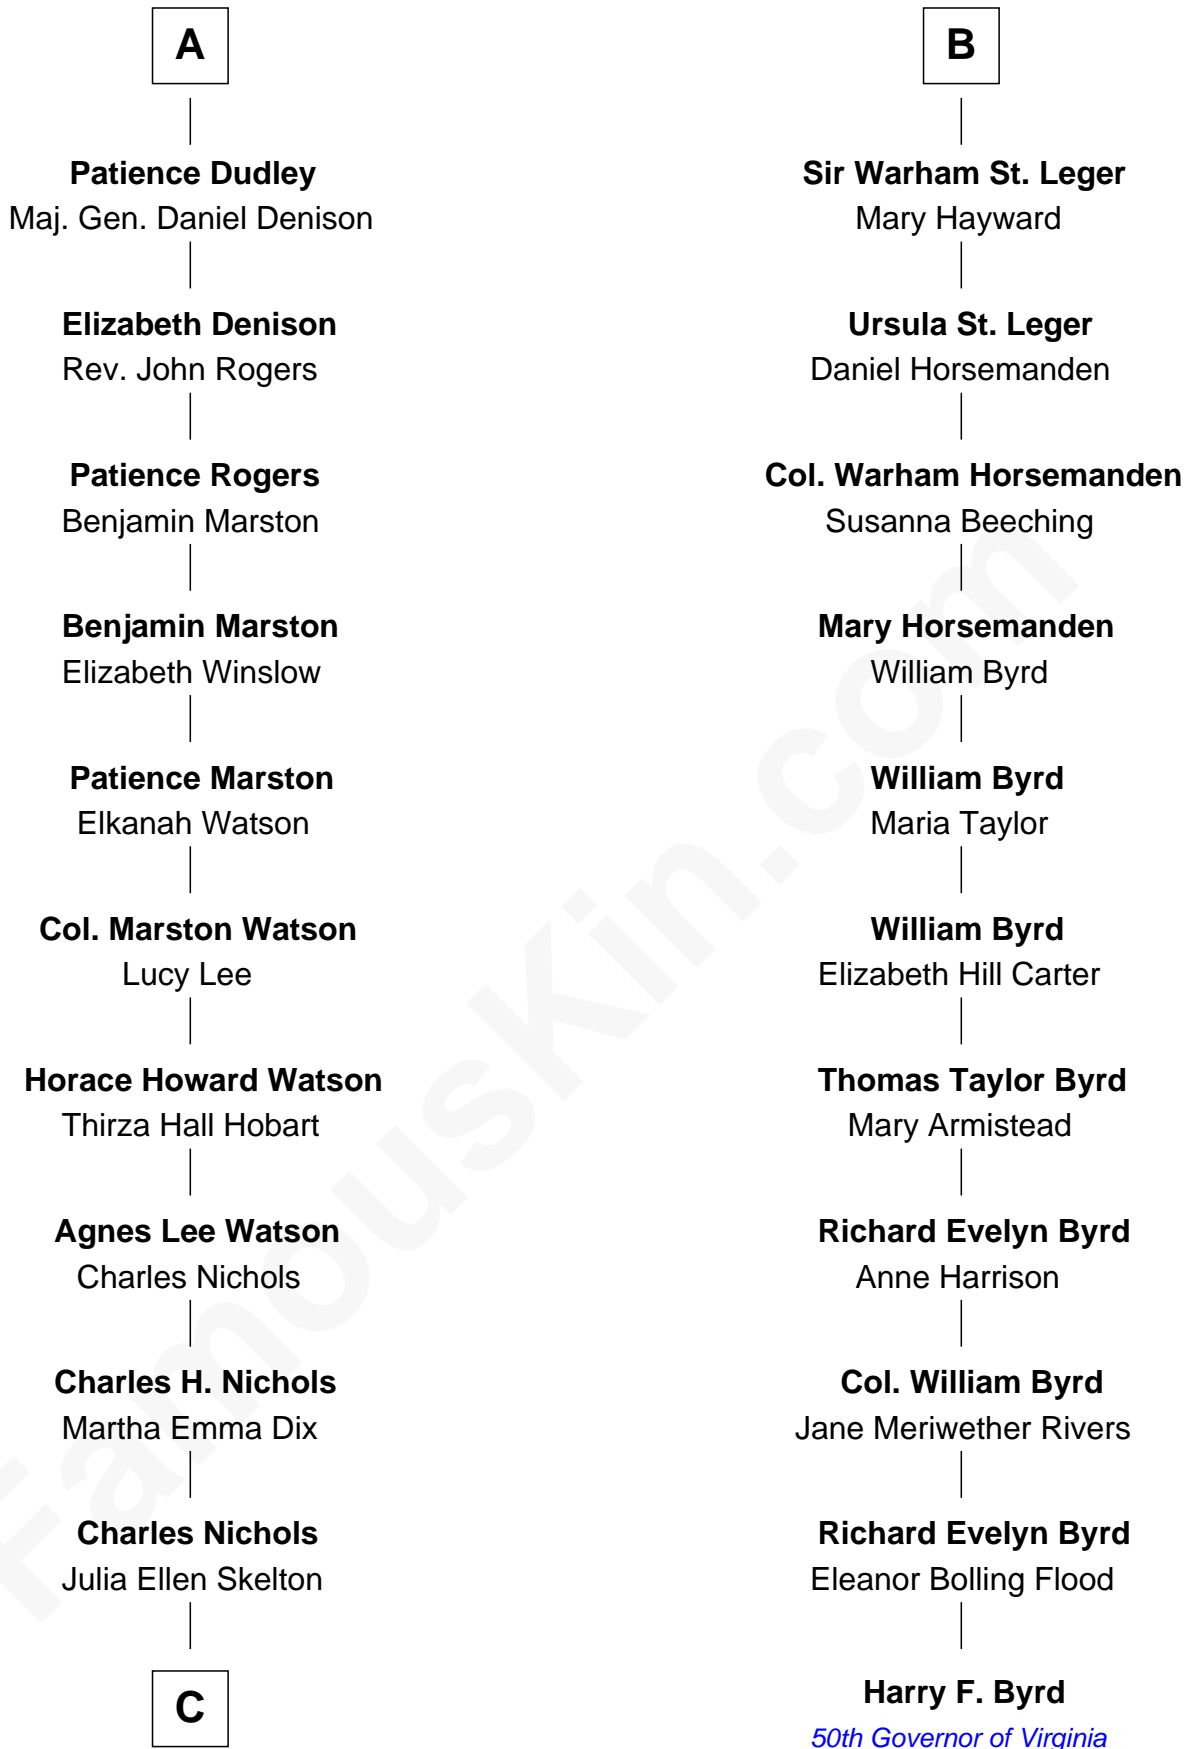 A
Patience Dudley
Maj. Gen. Daniel Denison
Elizabeth Denison
Rev. John Rogers
Patience Rogers
Benjamin Marston
Benjamin Marston
Elizabeth Winslow
Patience Marston
Elkanah Watson
Col. Marston Watson
Lucy Lee
Horace Howard Watson
Thirza Hall Hobart
Agnes Lee Watson
Charles Nichols
Charles H. Nichols
Martha Emma Dix
Charles Nichols
Julia Ellen Skelton
C
B
Sir Warham St. Leger
Mary Hayward
Ursula St. Leger
Daniel Horsemanden
Col. Warham Horsemanden
Susanna Beeching
Mary Horsemanden
William Byrd
William Byrd
Maria Taylor
William Byrd
Elizabeth Hill Carter
Thomas Taylor Byrd
Mary Armistead
Richard Evelyn Byrd
Anne Harrison
Col. William Byrd
Jane Meriwether Rivers
Richard Evelyn Byrd
Eleanor Bolling Flood
Harry F. Byrd
50th Governor of Virginia
FamousKin.com